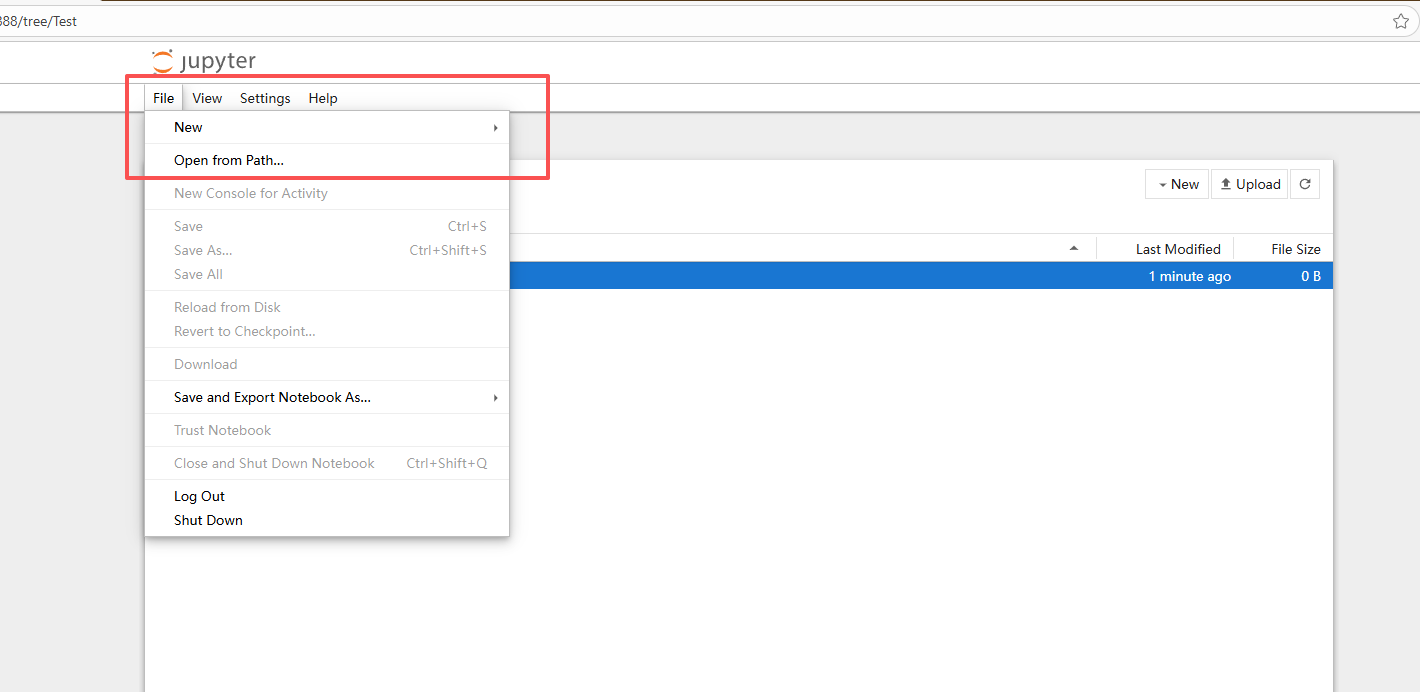 388/tree/Test
jupyter
File View Settings Help
New
Open from Path...
New Console for Activity
Save Ctrl+S
Save As... Ctrl+Shift+S
Save All
Reload from Disk
Revert to Checkpoint...
Download
Save and Export Notebook As...
Trust Notebook
Close and Shut Down Notebook Ctrl+Shift+Q
Log Out
Shut Down
New Upload
Last Modified File Size
1 minute ago 0 B